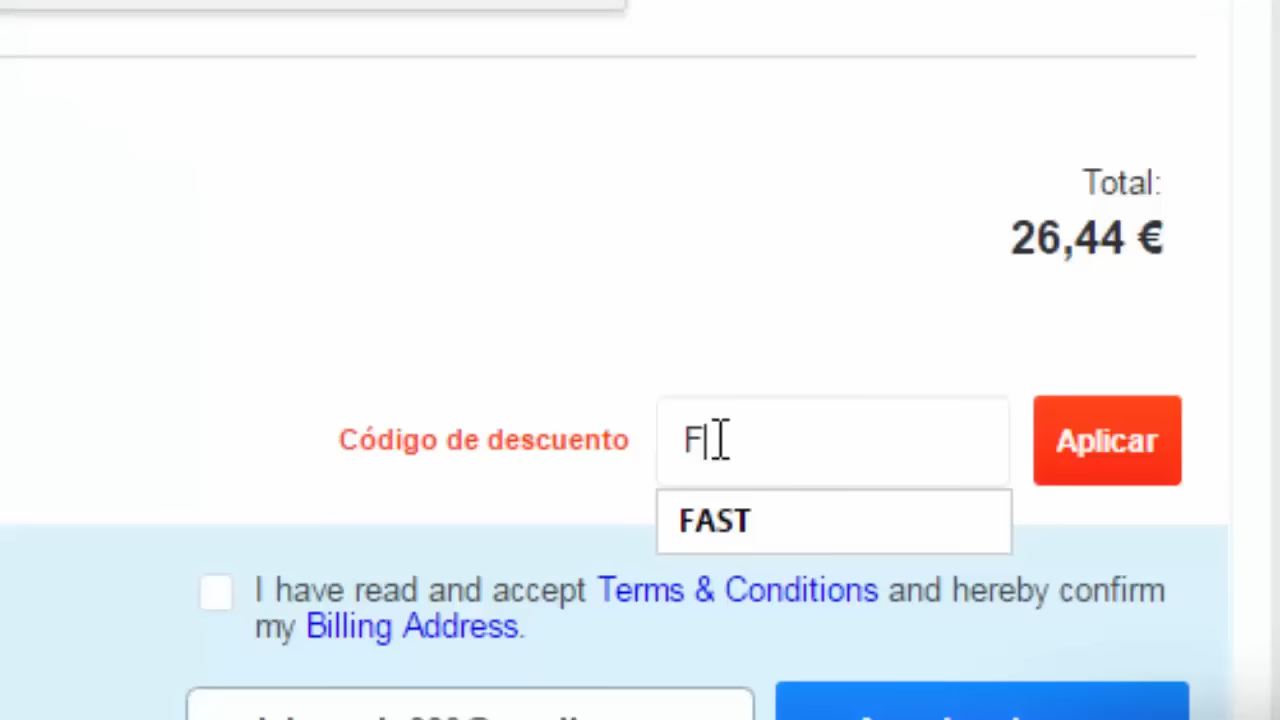 Total:
26,44 €
Código de descuento
F
Aplicar
FAST
I have read and accept Terms & Conditions and hereby confirm
my Billing Address.